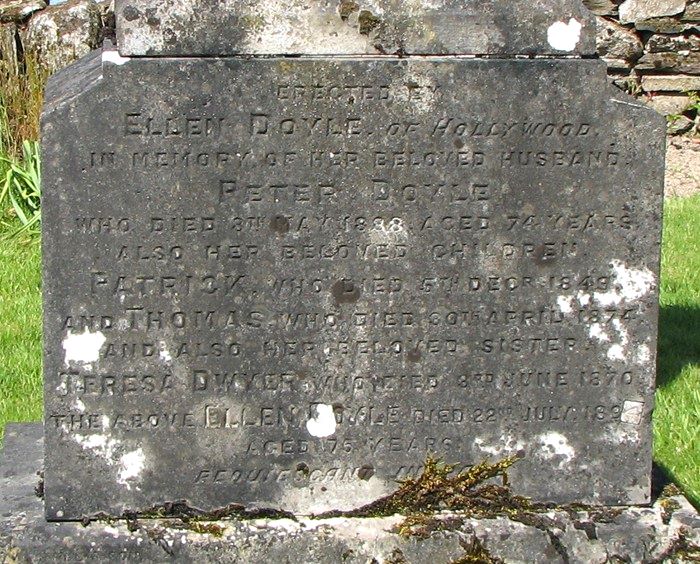 ERECTED BY
ELLEN DOYLE, OF HOLLYWOOD,
IN MEMORY OF HER BELOVED HUSBAND
PETER DOYLE
WHO DIED 8TH MAY 1888 AGED 74 YEARS
ALSO HER BELOVED CHILDREN
PATRICK, WHO DIED 5TH DECR 1849
AND THOMAS, WHO DIED 30TH APRIL 1874
AND ALSO HER BELOVED SISTER
TERESA DWYER WHO DIED 3RD JUNE 1870
THE ABOVE ELLEN DOYLE DIED 22ND JULY
AGED 75 YEARS
REQUIESCANT IN